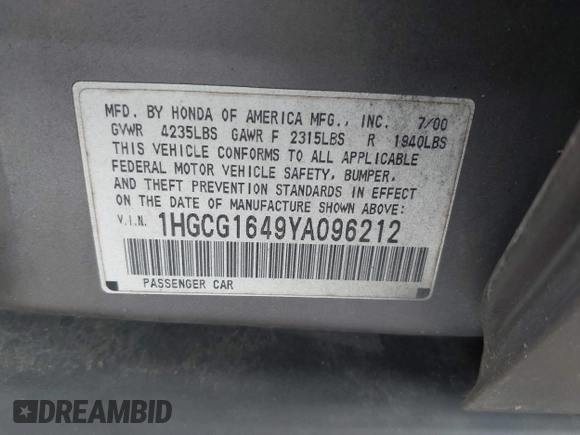 MFD. BY HONDA OF AMERICA MFG., INC. 7/00
GVWR 4235LBS GAWR F 2315LBS R 1940LBS
THIS VEHICLE CONFORMS TO ALL APPLICABLE
FEDERAL MOTOR VEHICLE SAFETY, BUMPER,
AND THEFT PREVENTION STANDARDS IN EFFECT
ON THE DATE OF MANUFACTURE SHOWN ABOVE:
V.I.N. 1HGCG1649YA096212
PASSENGER CAR
DREAMBID